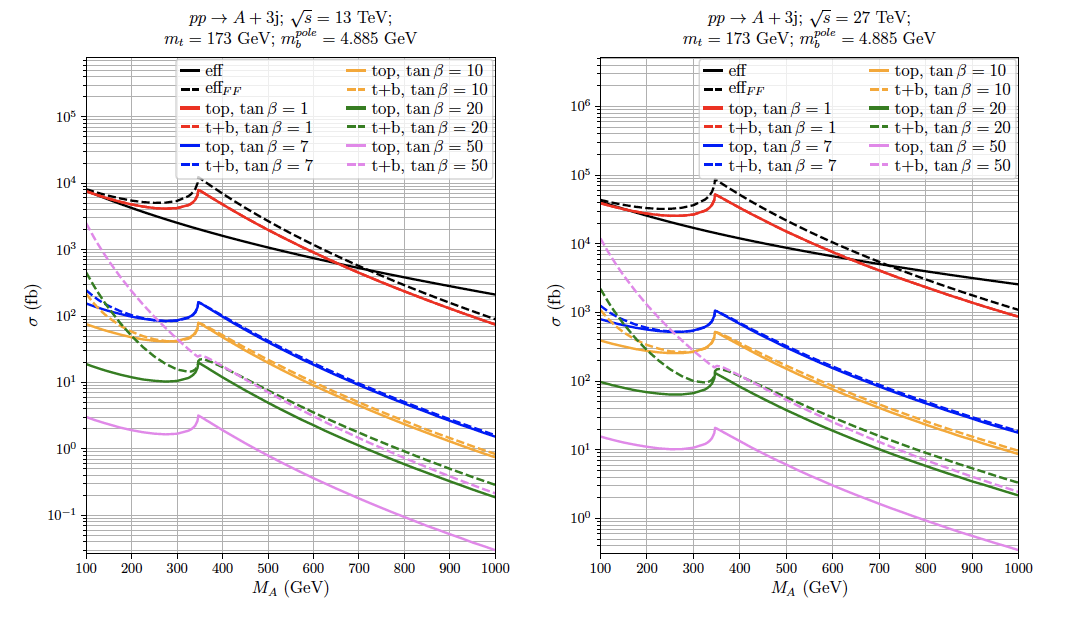 pp → A + 3j; √s = 13 TeV;
m_t = 173 GeV; m_b^{pole} = 4.885 GeV
eff
eff_{FF}
top, tan β = 1
t+b, tan β = 1
top, tan β = 7
t+b, tan β = 7
top, tan β = 10
t+b, tan β = 10
top, tan β = 20
t+b, tan β = 20
top, tan β = 50
t+b, tan β = 50
σ (fb)
10^5
10^4
10^3
10^2
10^1
10^0
10^{−1}
100 200 300 400 500 600 700 800 900 1000
M_A (GeV)
pp → A + 3j; √s = 27 TeV;
m_t = 173 GeV; m_b^{pole} = 4.885 GeV
eff
eff_{FF}
top, tan β = 1
t+b, tan β = 1
top, tan β = 7
t+b, tan β = 7
top, tan β = 10
t+b, tan β = 10
top, tan β = 20
t+b, tan β = 20
top, tan β = 50
t+b, tan β = 50
σ (fb)
10^6
10^5
10^4
10^3
10^2
10^1
10^0
100 200 300 400 500 600 700 800 900 1000
M_A (GeV)